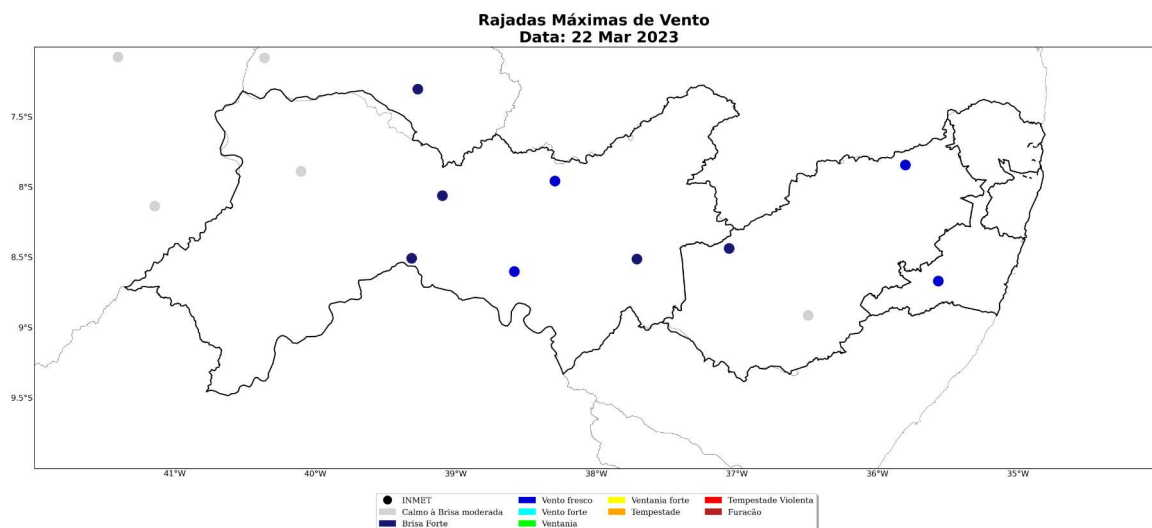 Rajadas Máximas de Vento
Data: 22 Mar 2023
7.5°S
8°S
8.5°S
9°S
9.5°S
41°W 40°W 39°W 38°W 37°W 36°W 35°W
INMET Vento fresco Ventania forte Tempestade Violenta
Calmo à Brisa moderada Vento forte Tempestade Furacão
Brisa Forte Ventania